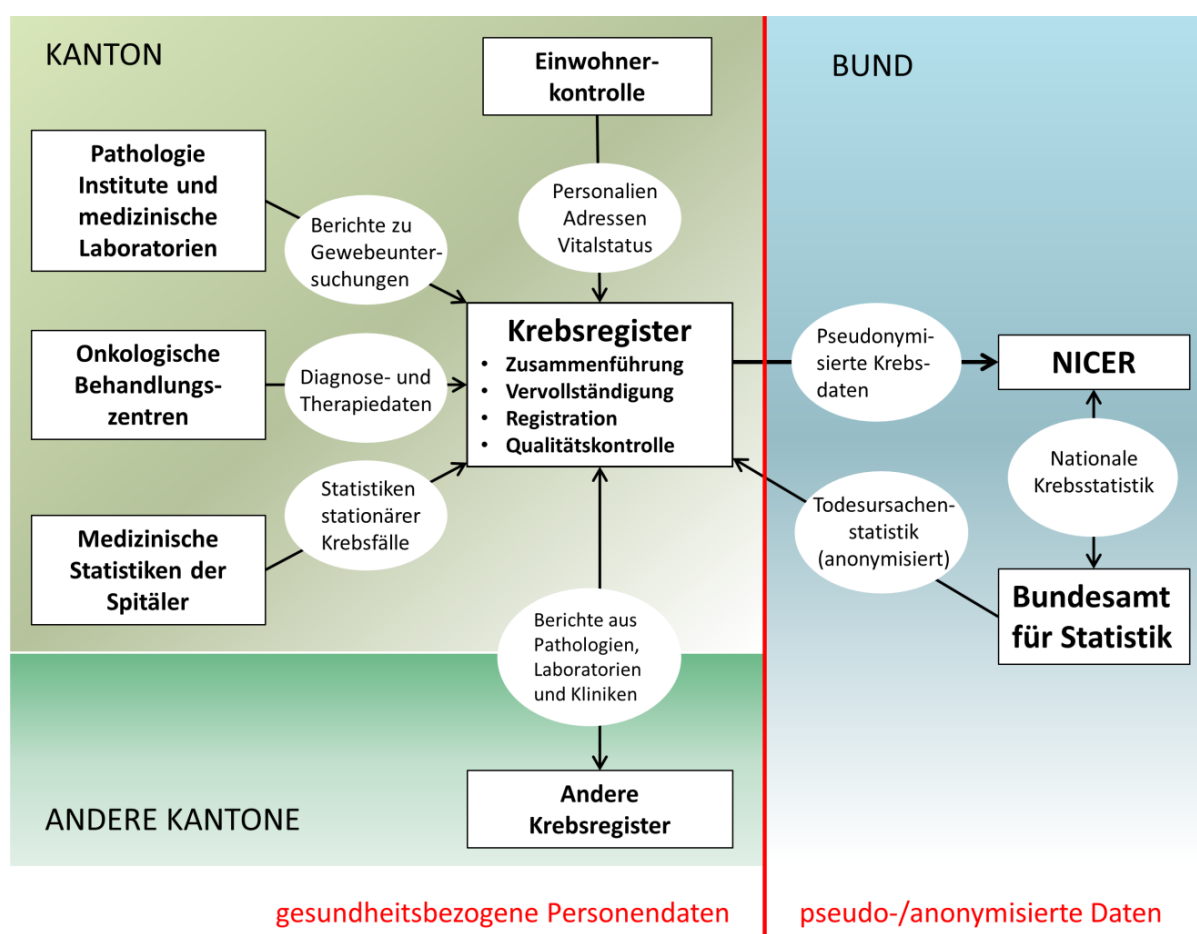 KANTON
Einwohner-
kontrolle
BUND
Pathologie
Institute und
medizinische
Laboratorien
Berichte zu
Gewebeunter-
suchungen
Personalien
Adressen
Vitalstatus
Onkologische
Behandlungs-
zentren
Diagnose- und
Therapiedaten
Krebsregister
• Zusammenführung
• Vervollständigung
• Registration
• Qualitätskontrolle
Pseudonymi-
sierte Krebs-
daten
NICER
Medizinische
Statistiken der
Spitäler
Statistiken
stationärer
Krebsfälle
Todesursachen-
statistik
(anonymisiert)
Nationale
Krebsstatistik
Bundesamt
für Statistik
Berichte aus
Pathologien,
Laboratorien
und Kliniken
ANDERE KANTONE
Andere
Krebsregister
gesundheitsbezogene Personendaten
pseudo-/anonymisierte Daten